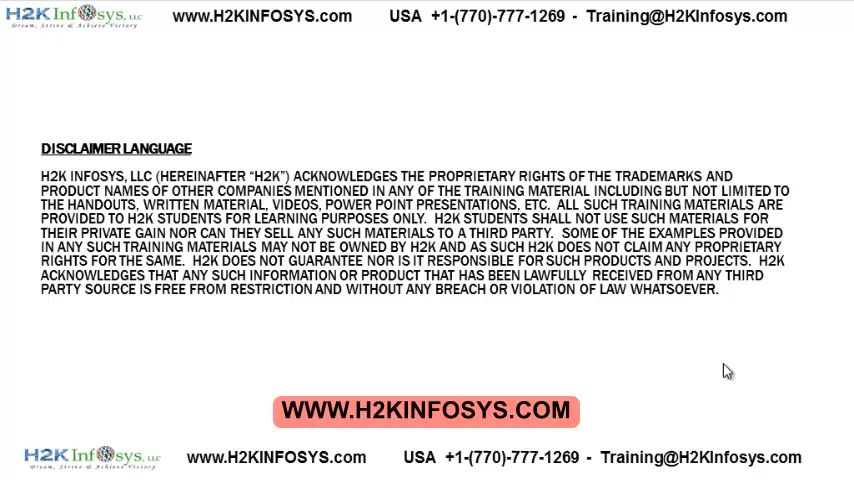 H2K Infosys, LLC www.H2KINFOSYS.com USA +1-(770)-777-1269 - Training@H2KInfosys.com
Dream, Strive & Achieve Victory
DISCLAIMER LANGUAGE
H2K INFOSYS, LLC (HEREINAFTER “H2K”) ACKNOWLEDGES THE PROPRIETARY RIGHTS OF THE TRADEMARKS AND
PRODUCT NAMES OF OTHER COMPANIES MENTIONED IN ANY OF THE TRAINING MATERIAL INCLUDING BUT NOT LIMITED TO
THE HANDOUTS, WRITTEN MATERIAL, VIDEOS, POWER POINT PRESENTATIONS, ETC. ALL SUCH TRAINING MATERIALS ARE
PROVIDED TO H2K STUDENTS FOR LEARNING PURPOSES ONLY. H2K STUDENTS SHALL NOT USE SUCH MATERIALS FOR
THEIR PRIVATE GAIN NOR CAN THEY SELL ANY SUCH MATERIALS TO A THIRD PARTY. SOME OF THE EXAMPLES PROVIDED
IN ANY SUCH TRAINING MATERIALS MAY NOT BE OWNED BY H2K AND AS SUCH H2K DOES NOT CLAIM ANY PROPRIETARY
RIGHTS FOR THE SAME. H2K DOES NOT GUARANTEE NOR IS IT RESPONSIBLE FOR SUCH PRODUCTS AND PROJECTS. H2K
ACKNOWLEDGES THAT ANY SUCH INFORMATION OR PRODUCT THAT HAS BEEN LAWFULLY RECEIVED FROM ANY THIRD
PARTY SOURCE IS FREE FROM RESTRICTION AND WITHOUT ANY BREACH OR VIOLATION OF LAW WHATSOEVER.
WWW.H2KINFOSYS.COM
H2K Infosys, LLC www.H2KINFOSYS.com USA +1-(770)-777-1269 - Training@H2KInfosys.com
Dream, Strive & Achieve Victory